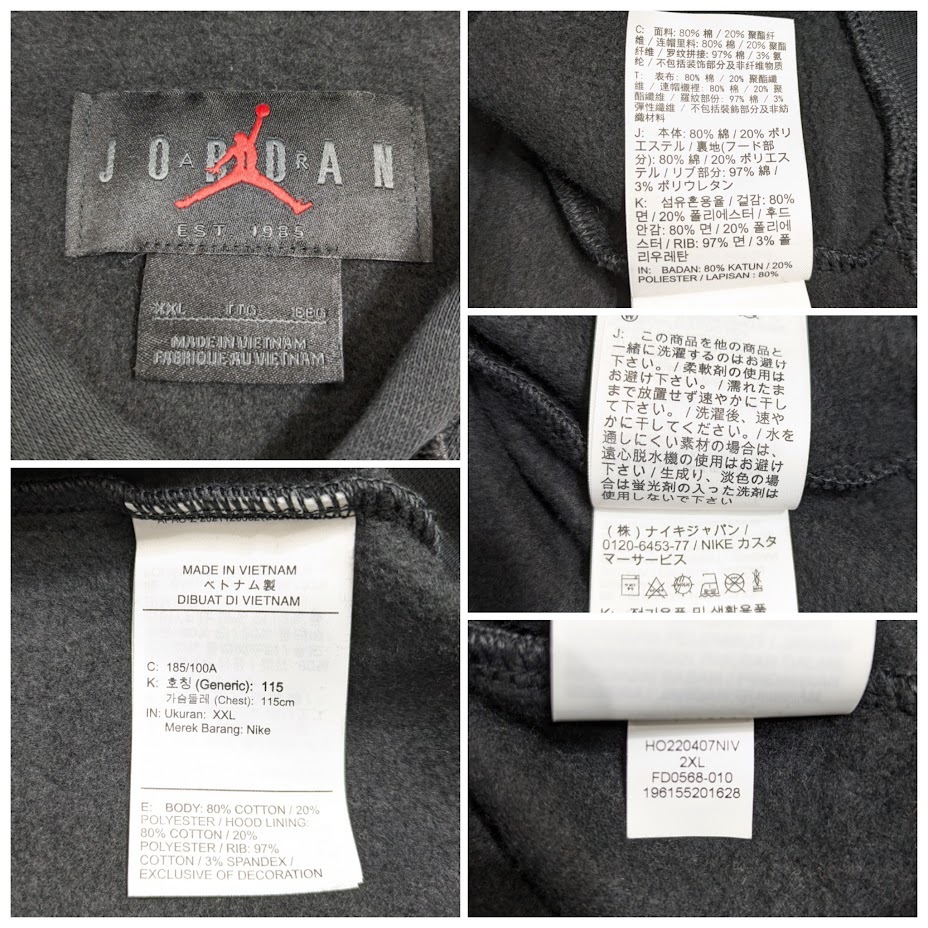 JORDAN
AIR
EST. 1985
XXL TTG EEG
MADE IN VIETNAM
FABRIQUE AU VIETNAM
C: 面料: 80% 棉 / 20% 聚酯纤
维 / 连帽里料: 80% 棉 / 20% 聚酯
纤维 / 罗纹拼接: 97% 棉 / 3% 氨
纶 / 不包括装饰部分及非纤维物质
T: 表布: 80% 棉 / 20% 聚酯纖
維 / 連帽襯裡: 80% 棉 / 20% 聚
酯纖維 / 羅紋部份: 97% 棉 / 3%
彈性纖維 / 不包括裝飾部分及非紡
織材料
J: 本体: 80% 綿 / 20% ポリ
エステル / 裏地(フード部
分): 80% 綿 / 20% ポリエス
テル / リブ部分: 97% 綿 /
3% ポリウレタン
K: 섬유혼용율 / 겉감: 80%
면 / 20% 폴리에스터 / 후드
안감: 80% 면 / 20% 폴리에
스터 / RIB: 97% 면 / 3% 폴
리우레탄
IN: BADAN: 80% KATUN / 20%
POLIESTER / LAPISAN : 80%
J: この商品を他の商品と
一緒に洗濯するのはお避け
下さい。 / 柔軟剤の使用は
お避け下さい。 / 濡れたま
まで放置せず速やかに干し
て下さい。 / 洗濯後、速や
かに干してください。 / 水を
通しにくい素材の場合は、
遠心脱水機の使用はお避け
下さい / 生成り、淡色の場
合は蛍光剤の入った洗剤は
使用しないで下さい
(株) ナイキジャパン /
0120-6453-77 / NIKE カスタ
マーサービス
MADE IN VIETNAM
ベトナム製
DIBUAT DI VIETNAM
C: 185/100A
K: 호칭 (Generic): 115
가슴둘레 (Chest): 115cm
IN: Ukuran: XXL
Merek Barang: Nike
E: BODY: 80% COTTON / 20%
POLYESTER / HOOD LINING:
80% COTTON / 20%
POLYESTER / RIB: 97%
COTTON / 3% SPANDEX /
EXCLUSIVE OF DECORATION
HO220407NIV
2XL
FD0568-010
196155201628